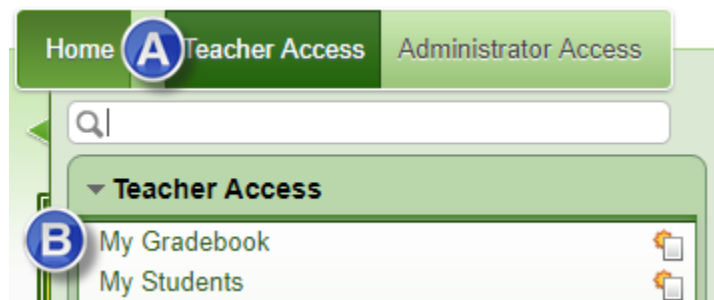 Home A Teacher Access Administrator Access
Teacher Access
B My Gradebook
My Students